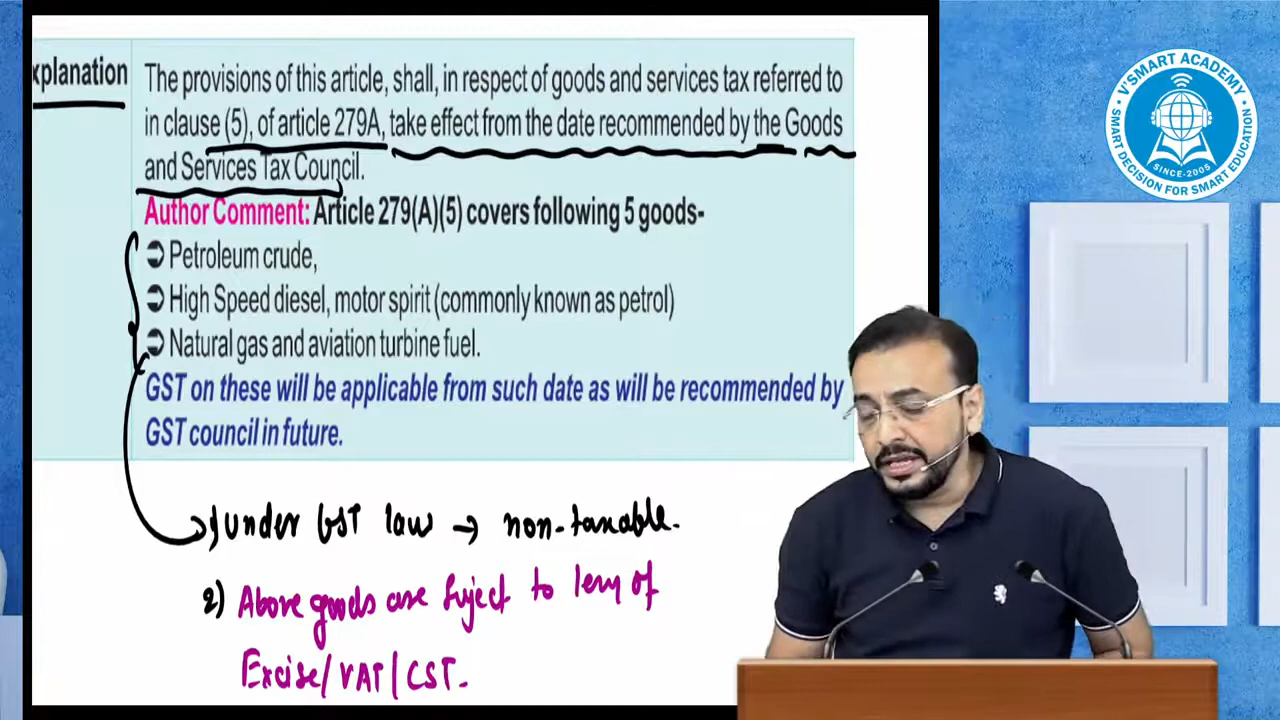 xplanation
The provisions of this article, shall, in respect of goods and services tax referred to
in clause (5), of article 279A, take effect from the date recommended by the Goods
and Services Tax Council.
Author Comment: Article 279(A)(5) covers following 5 goods-
➲ Petroleum crude,
➲ High Speed diesel, motor spirit (commonly known as petrol)
➲ Natural gas and aviation turbine fuel.
GST on these will be applicable from such date as will be recommended by
GST council in future.
1) Under GST law → non-taxable.
2) Above goods are suject to levy of
Excise/VAT/CST.
V'SMART ACADEMY
SINCE-2005
SMART DECISION FOR SMART EDUCATION